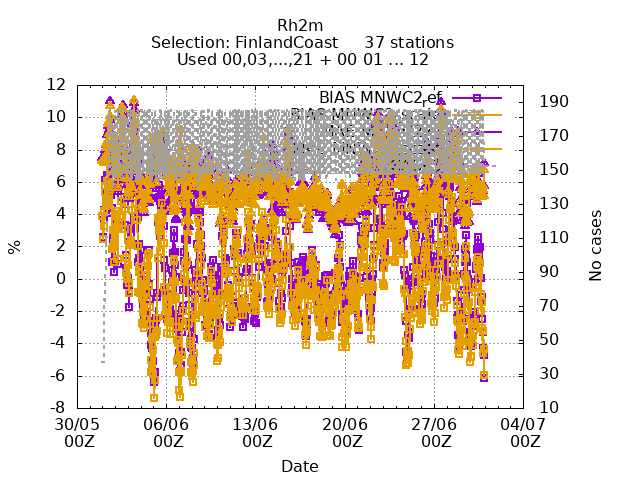 Rh2m
Selection: FinlandCoast 37 stations
Used 00,03,...,21 + 00 01 ... 12
BIAS MNWC2ref
12
10
8
6
4
2
0
-2
-4
-6
-8
%
190
170
150
130
110
90
70
50
30
10
No cases
30/05 00Z
06/06 00Z
13/06 00Z
20/06 00Z
27/06 00Z
04/07 00Z
Date